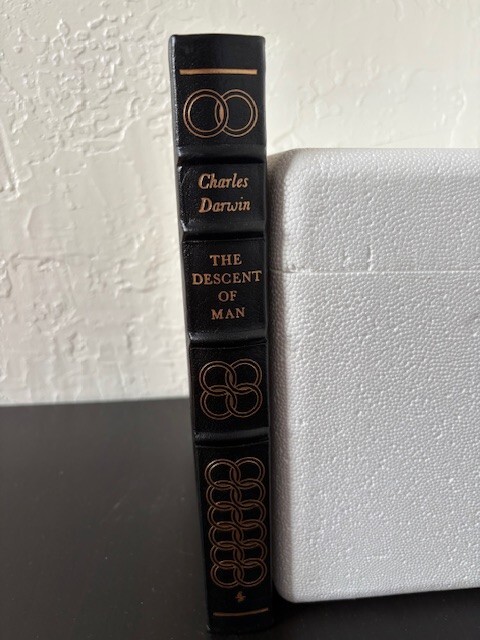 Charles
Darwin
THE
DESCENT
OF
MAN